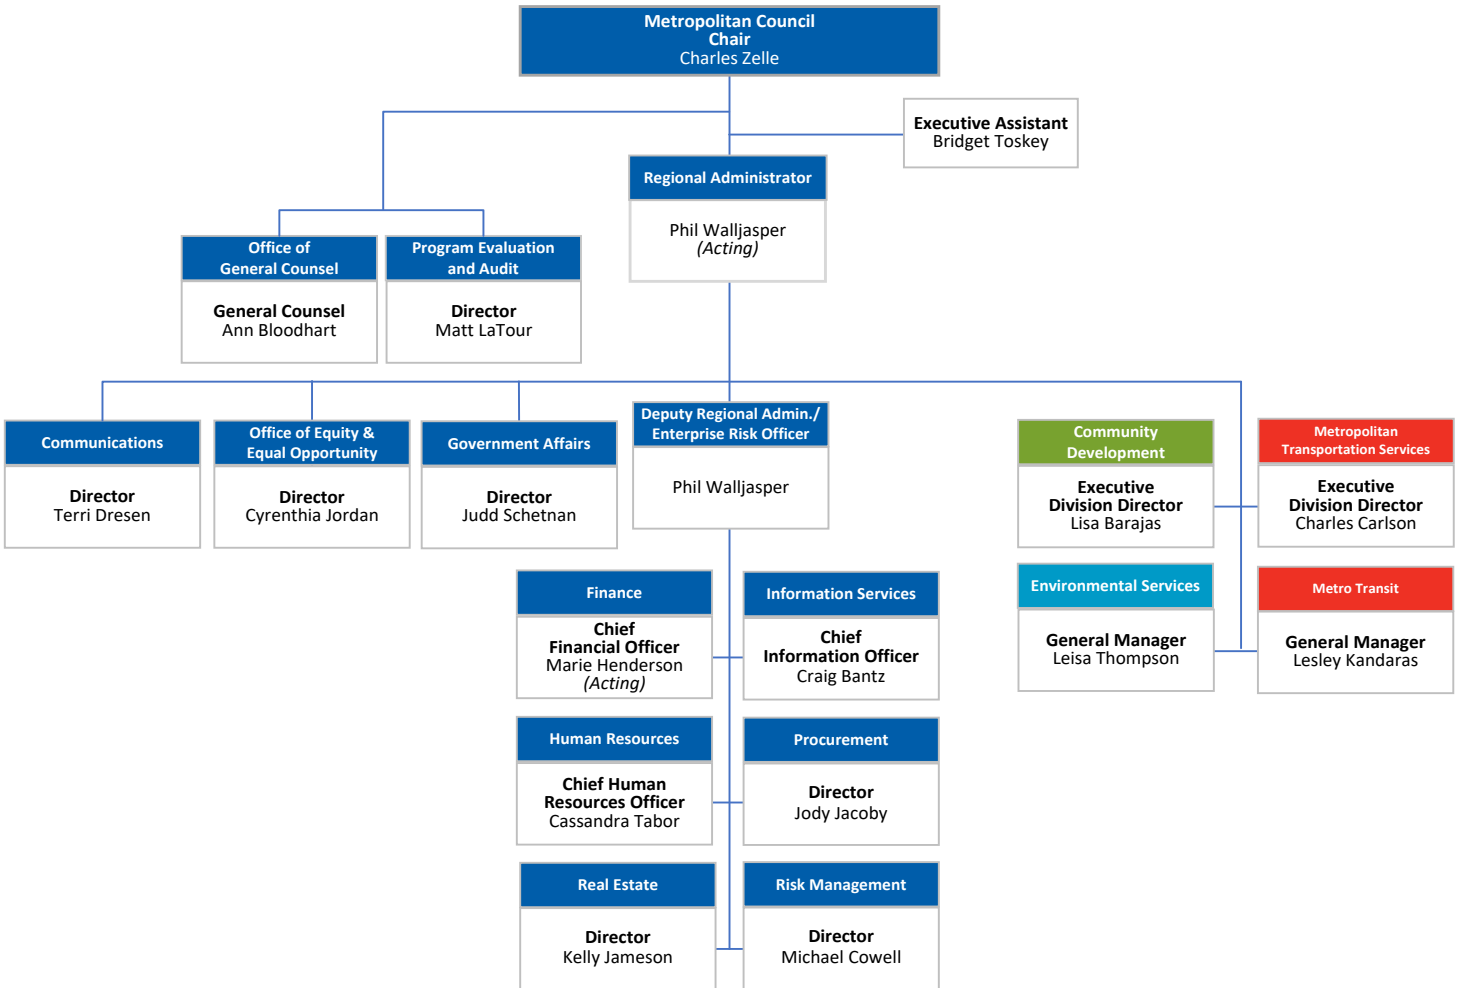 Metropolitan Council
Chair
Charles Zelle
Executive Assistant
Bridget Toskey
Regional Administrator
Phil Walljasper
(Acting)
Office of
General Counsel
General Counsel
Ann Bloodhart
Program Evaluation
and Audit
Director
Matt LaTour
Communications
Director
Terri Dresen
Office of Equity &
Equal Opportunity
Director
Cyrenthia Jordan
Government Affairs
Director
Judd Schetnan
Deputy Regional Admin./
Enterprise Risk Officer
Phil Walljasper
Community
Development
Executive
Division Director
Lisa Barajas
Metropolitan
Transportation Services
Executive
Division Director
Charles Carlson
Environmental Services
General Manager
Leisa Thompson
Metro Transit
General Manager
Lesley Kandaras
Finance
Chief
Financial Officer
Marie Henderson
(Acting)
Information Services
Chief
Information Officer
Craig Bantz
Human Resources
Chief Human
Resources Officer
Cassandra Tabor
Procurement
Director
Jody Jacoby
Real Estate
Director
Kelly Jameson
Risk Management
Director
Michael Cowell